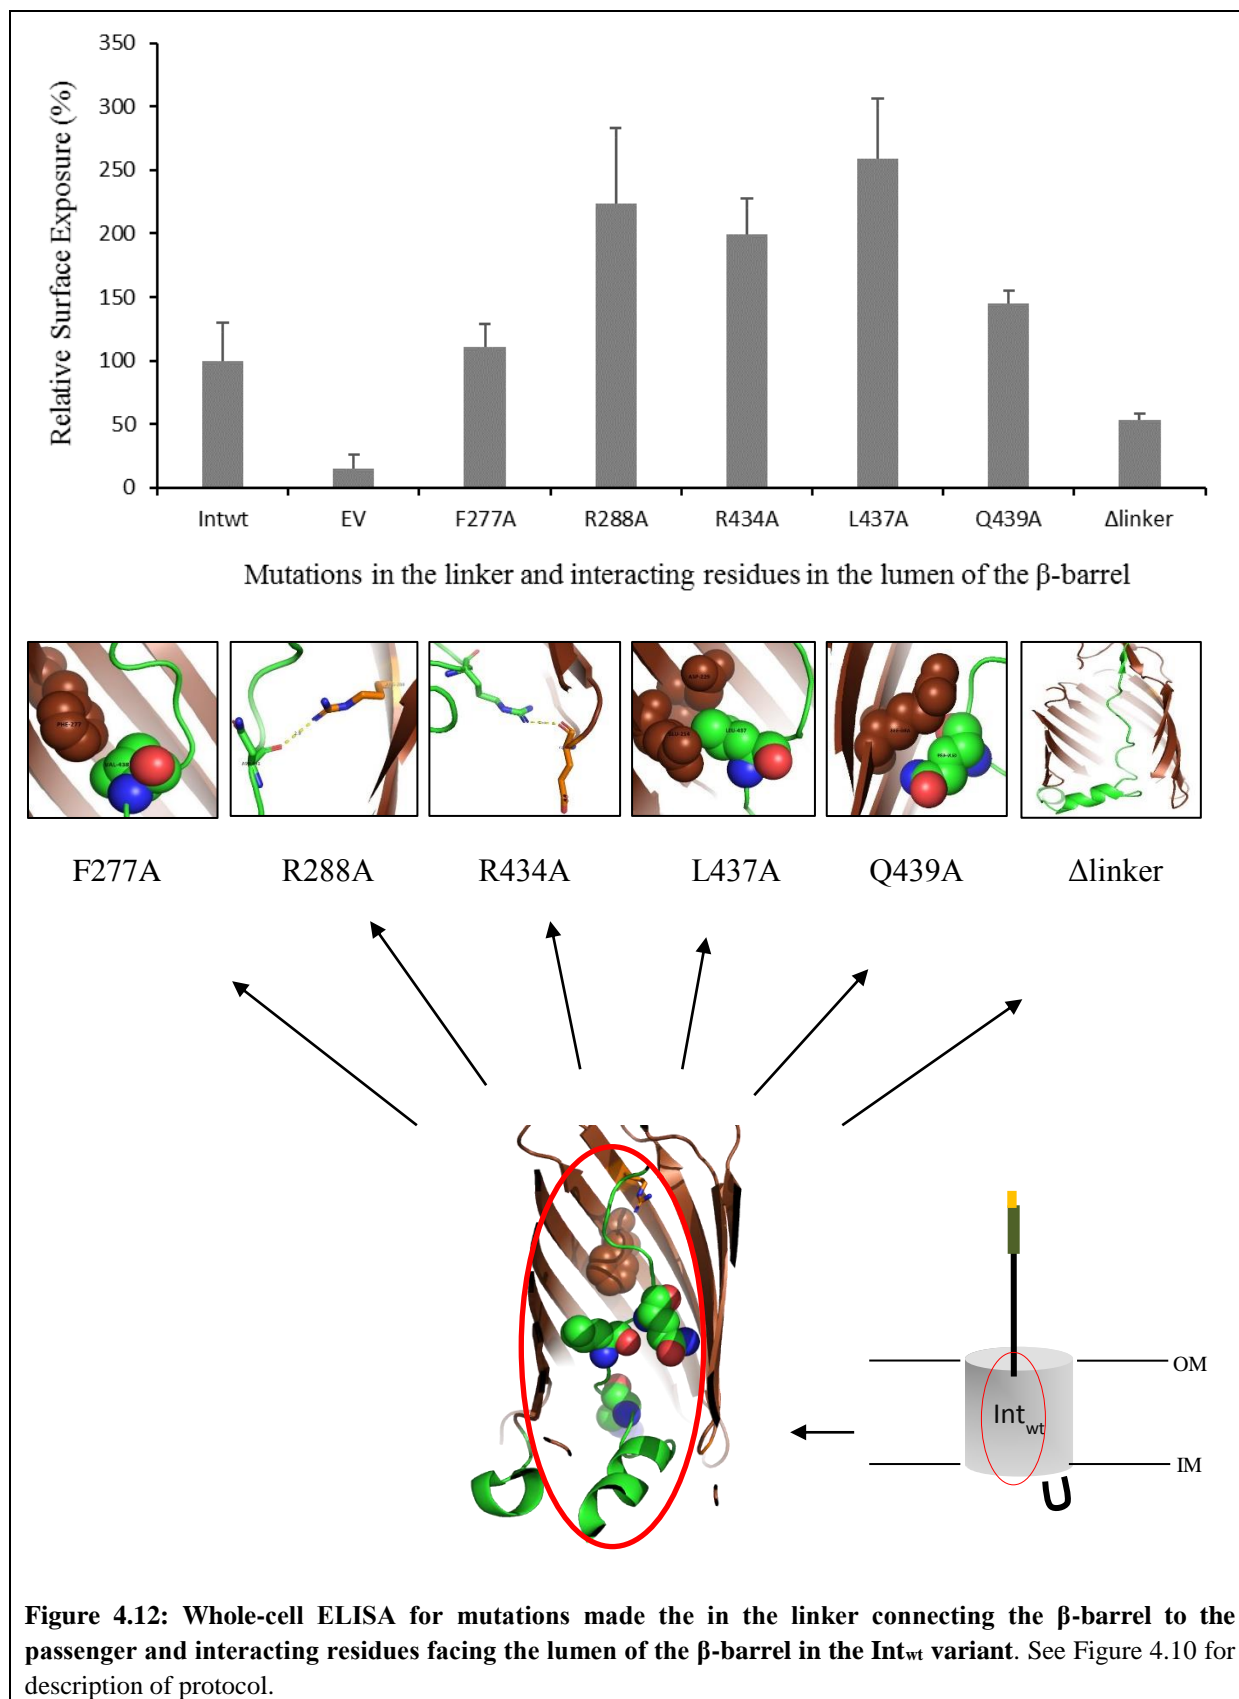 350
300
250
200
150
100
50
0
Relative Surface Exposure (%)
Intwt EV F277A R288A R434A L437A Q439A Δlinker
Mutations in the linker and interacting residues in the lumen of the β-barrel
PHE-277
F277A R288A R434A L437A Q439A Δlinker
OM
Int wt
IM
Figure 4.12: Whole-cell ELISA for mutations made the in the linker connecting the β-barrel to the
passenger and interacting residues facing the lumen of the β-barrel in the Intwt variant. See Figure 4.10 for
description of protocol.